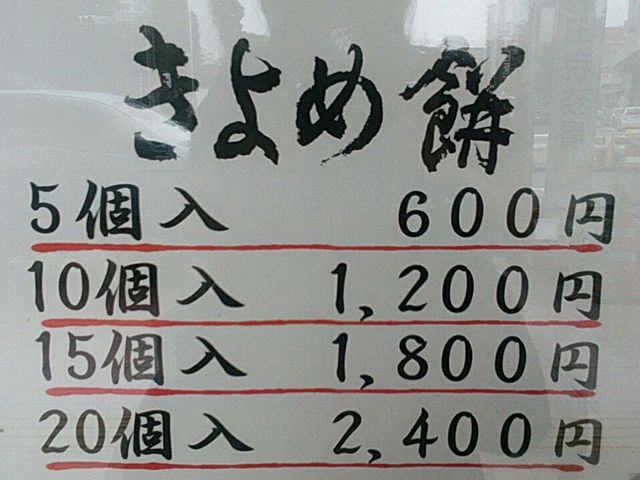 きよめ餅
5個入 600円
10個入 1,200円
15個入 1,800円
20個入 2,400円